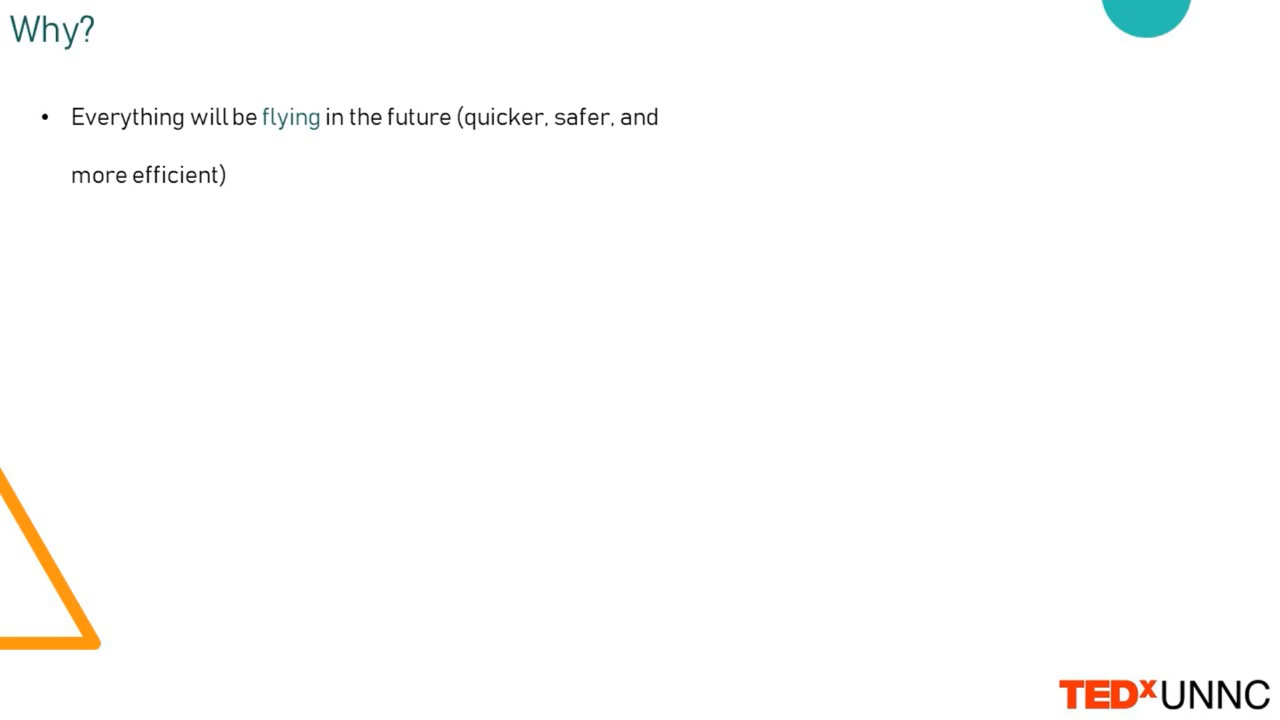 Why?
• Everything will be flying in the future (quicker, safer, and
more efficient)
TEDxUNNC